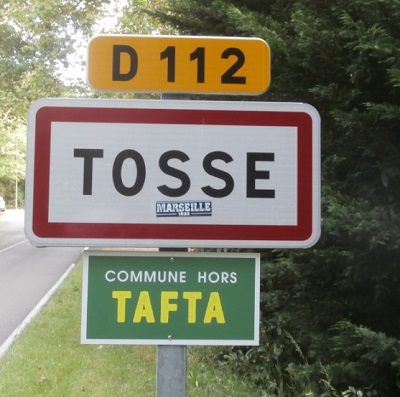 D 112
TOSSE
MARSEILLE
COMMUNE HORS
TAFTA